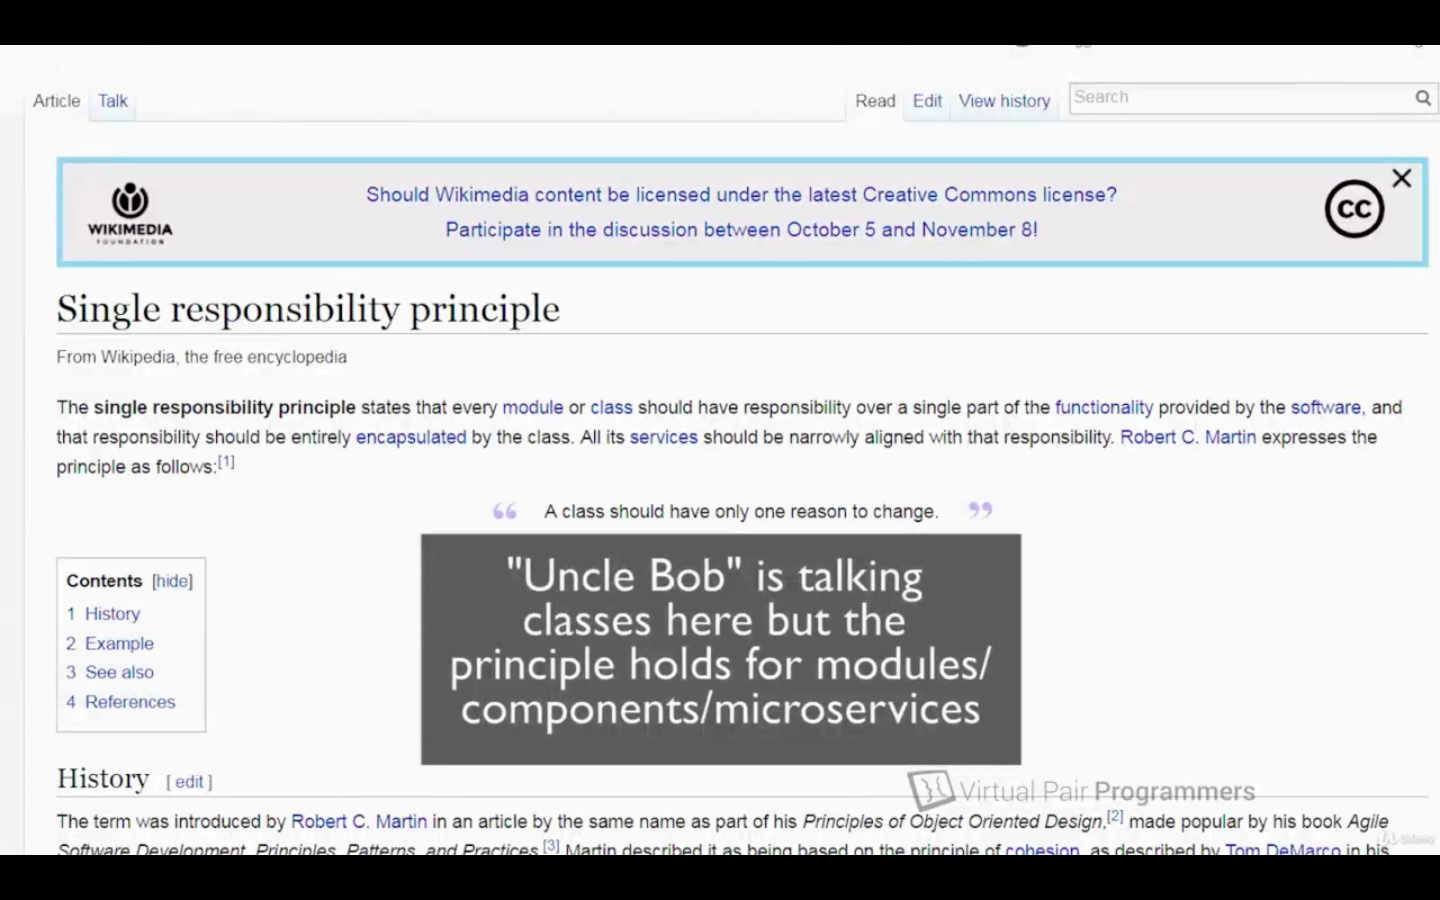 Article Talk Read Edit View history Search
Should Wikimedia content be licensed under the latest Creative Commons license?
Participate in the discussion between October 5 and November 8!
WIKIMEDIA
FOUNDATION
cc
Single responsibility principle
From Wikipedia, the free encyclopedia
The single responsibility principle states that every module or class should have responsibility over a single part of the functionality provided by the software, and
that responsibility should be entirely encapsulated by the class. All its services should be narrowly aligned with that responsibility. Robert C. Martin expresses the
principle as follows:[1]
“ A class should have only one reason to change. ”
"Uncle Bob" is talking
classes here but the
principle holds for modules/
components/microservices
Contents [hide]
1 History
2 Example
3 See also
4 References
History [ edit ]
Virtual Pair Programmers
The term was introduced by Robert C. Martin in an article by the same name as part of his Principles of Object Oriented Design,[2] made popular by his book Agile
Software Development, Principles, Patterns, and Practices.[3] Martin described it as being based on the principle of cohesion, as described by Tom DeMarco in his
Udemy